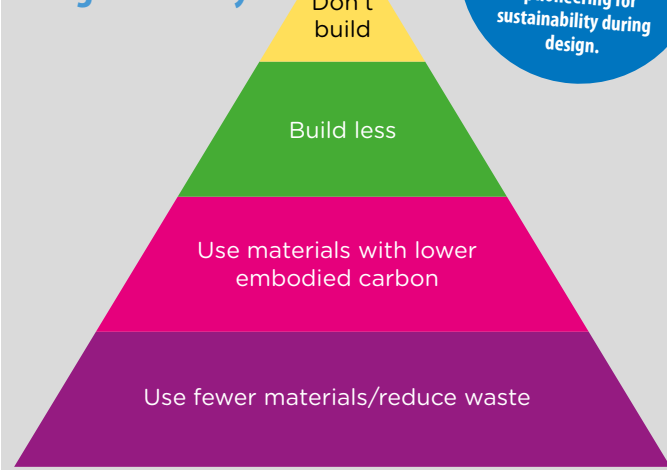 Don't
build
sustainability during
design.
Build less
Use materials with lower
embodied carbon
Use fewer materials/reduce waste